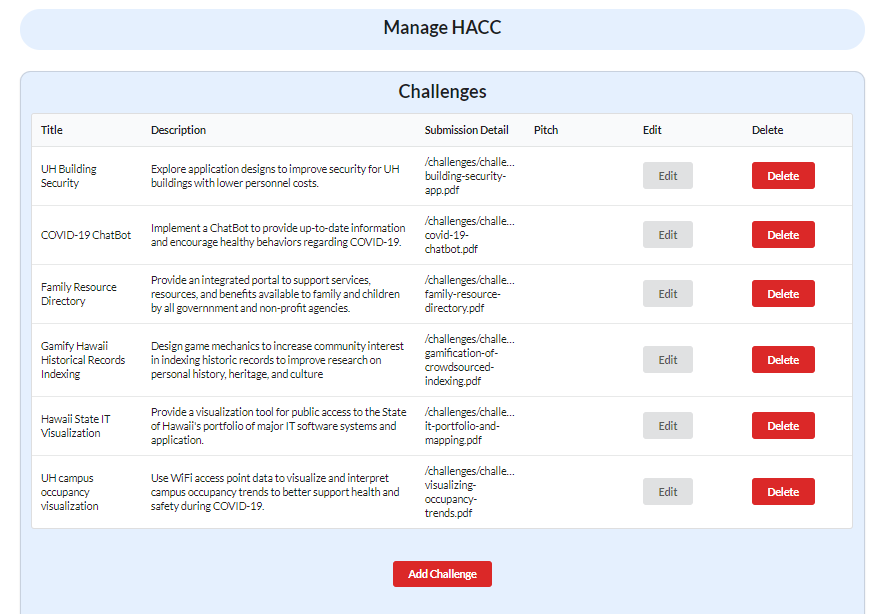 Manage HACC
Challenges
Title Description Submission Detail Pitch Edit Delete
UH Building
Security
Explore application designs to improve security for UH
buildings with lower personnel costs.
/challenges/challe...
building-security-
app.pdf
Edit
Delete
COVID-19 ChatBot
Implement a ChatBot to provide up-to-date information
and encourage healthy behaviors regarding COVID-19.
/challenges/challe...
covid-19-
chatbot.pdf
Edit
Delete
Family Resource
Directory
Provide an integrated portal to support services,
resources, and benefits available to family and children
by all governnment and non-profit agencies.
/challenges/challe...
family-resource-
directory.pdf
Edit
Delete
Gamify Hawaii
Historical Records
Indexing
Design game mechanics to increase community interest
in indexing historic records to improve research on
personal history, heritage, and culture
/challenges/challe...
gamification-of-
crowdsourced-
indexing.pdf
Edit
Delete
Hawaii State IT
Visualization
Provide a visualization tool for public access to the State
of Hawaii's portfolio of major IT software systems and
application.
/challenges/challe...
it-portfolio-and-
mapping.pdf
Edit
Delete
UH campus
occupancy
visualization
Use WiFi access point data to visualize and interpret
campus occupancy trends to better support health and
safety during COVID-19.
/challenges/challe...
visualizing-
occupancy-
trends.pdf
Edit
Delete
Add Challenge